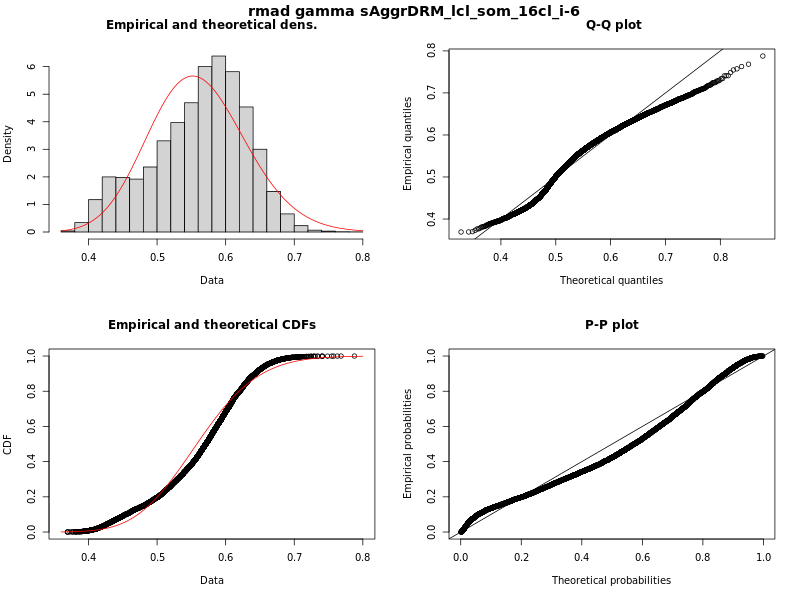 rmad gamma sAggrDRM_lcl_som_16cl_i-6
Empirical and theoretical dens.
Density
0 1 2 3 4 5 6
0.4 0.5 0.6 0.7 0.8
Data
Q-Q plot
Empirical quantiles
0.4 0.5 0.6 0.7 0.8
0.4 0.5 0.6 0.7 0.8
Theoretical quantiles
Empirical and theoretical CDFs
CDF
0.0 0.2 0.4 0.6 0.8 1.0
0.4 0.5 0.6 0.7 0.8
Data
P-P plot
Empirical probabilities
0.0 0.2 0.4 0.6 0.8 1.0
0.0 0.2 0.4 0.6 0.8 1.0
Theoretical probabilities